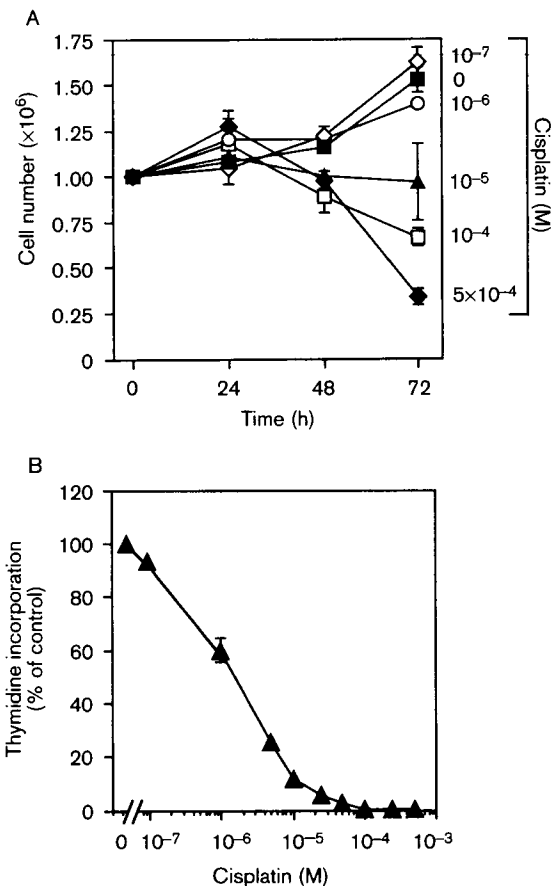 A
1.75
1.50
1.25
1.00
0.75
0.50
0.25
0
Cell number (×10⁶)
0 24 48 72
Time (h)
10⁻⁷
0
10⁻⁶
10⁻⁵
10⁻⁴
5×10⁻⁴
Cisplatin (M)
B
120
100
80
60
40
20
0
Thymidine incorporation
(% of control)
0 10⁻⁷ 10⁻⁶ 10⁻⁵ 10⁻⁴ 10⁻³
Cisplatin (M)